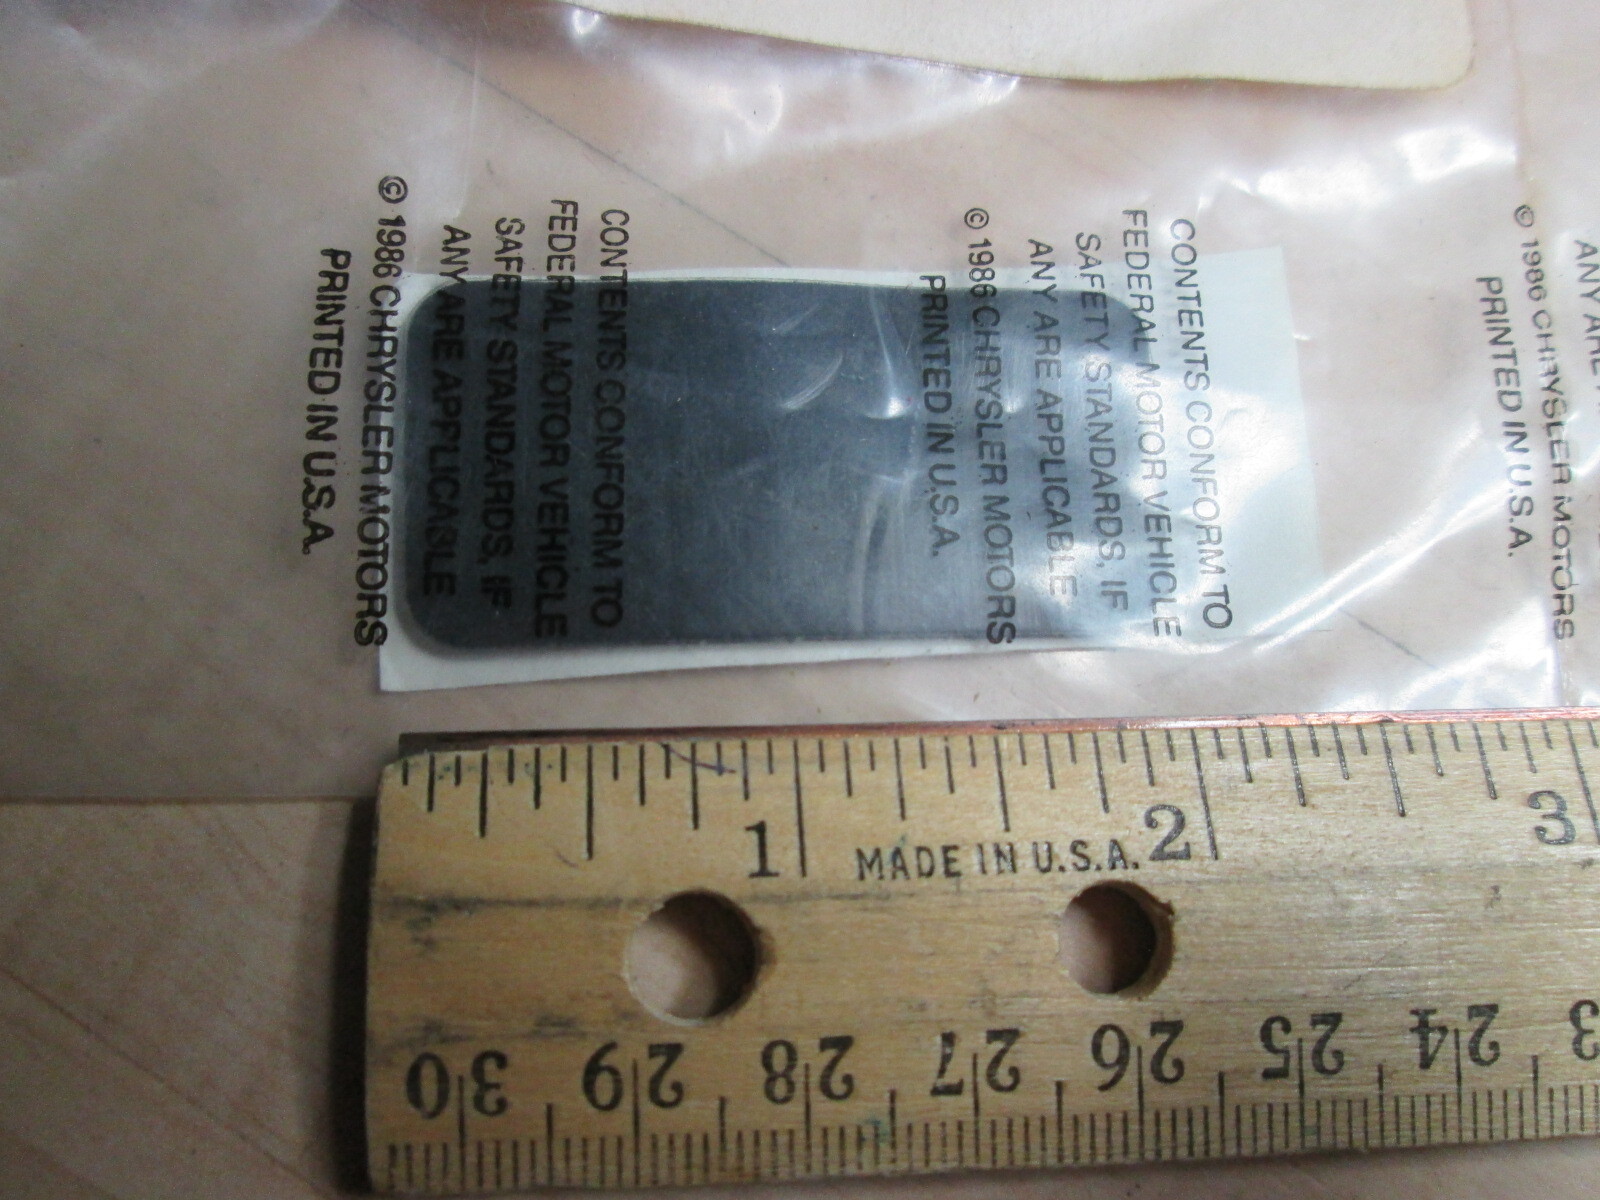 CONTENTS CONFORM TO
FEDERAL MOTOR VEHICLE
SAFETY STANDARDS, IF
ANY ARE APPLICABLE
© 1986 CHRYSLER MOTORS
PRINTED IN U.S.A.
CONTENTS CONFORM TO
FEDERAL MOTOR VEHICLE
SAFETY STANDARDS, IF
ANY ARE APPLICABLE
© 1986 CHRYSLER MOTORS
PRINTED IN U.S.A.
ANY ARE
© 1986 CHRYSLER MOTORS
PRINTED IN U.S.A.
1 MADE IN U.S.A. 2 3
30 29 28 27 26 25 24